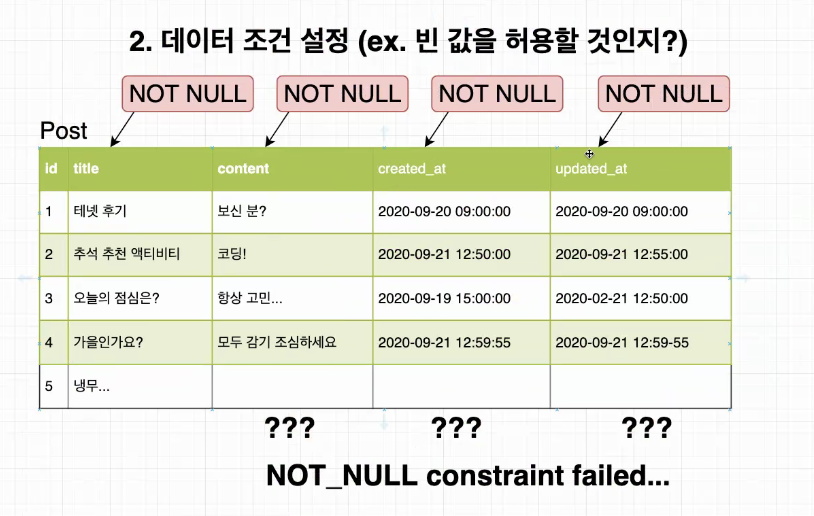 2. 데이터 조건 설정 (ex. 빈 값을 허용할 것인지?)
NOT NULL NOT NULL NOT NULL NOT NULL
Post
id title content created_at updated_at
1 테넷 후기 보신 분? 2020-09-20 09:00:00 2020-09-20 09:00:00
2 추석 추천 액티비티 코딩! 2020-09-21 12:50:00 2020-09-21 12:55:00
3 오늘의 점심은?항상 고민... 2020-09-19 15:00:00 2020-02-21 12:50:00
4 가을인가요? 모두 감기 조심하세요 2020-09-21 12:59:55 2020-09-21 12:59-55
5 냉무...
??? ??? ???
NOT_NULL constraint failed...